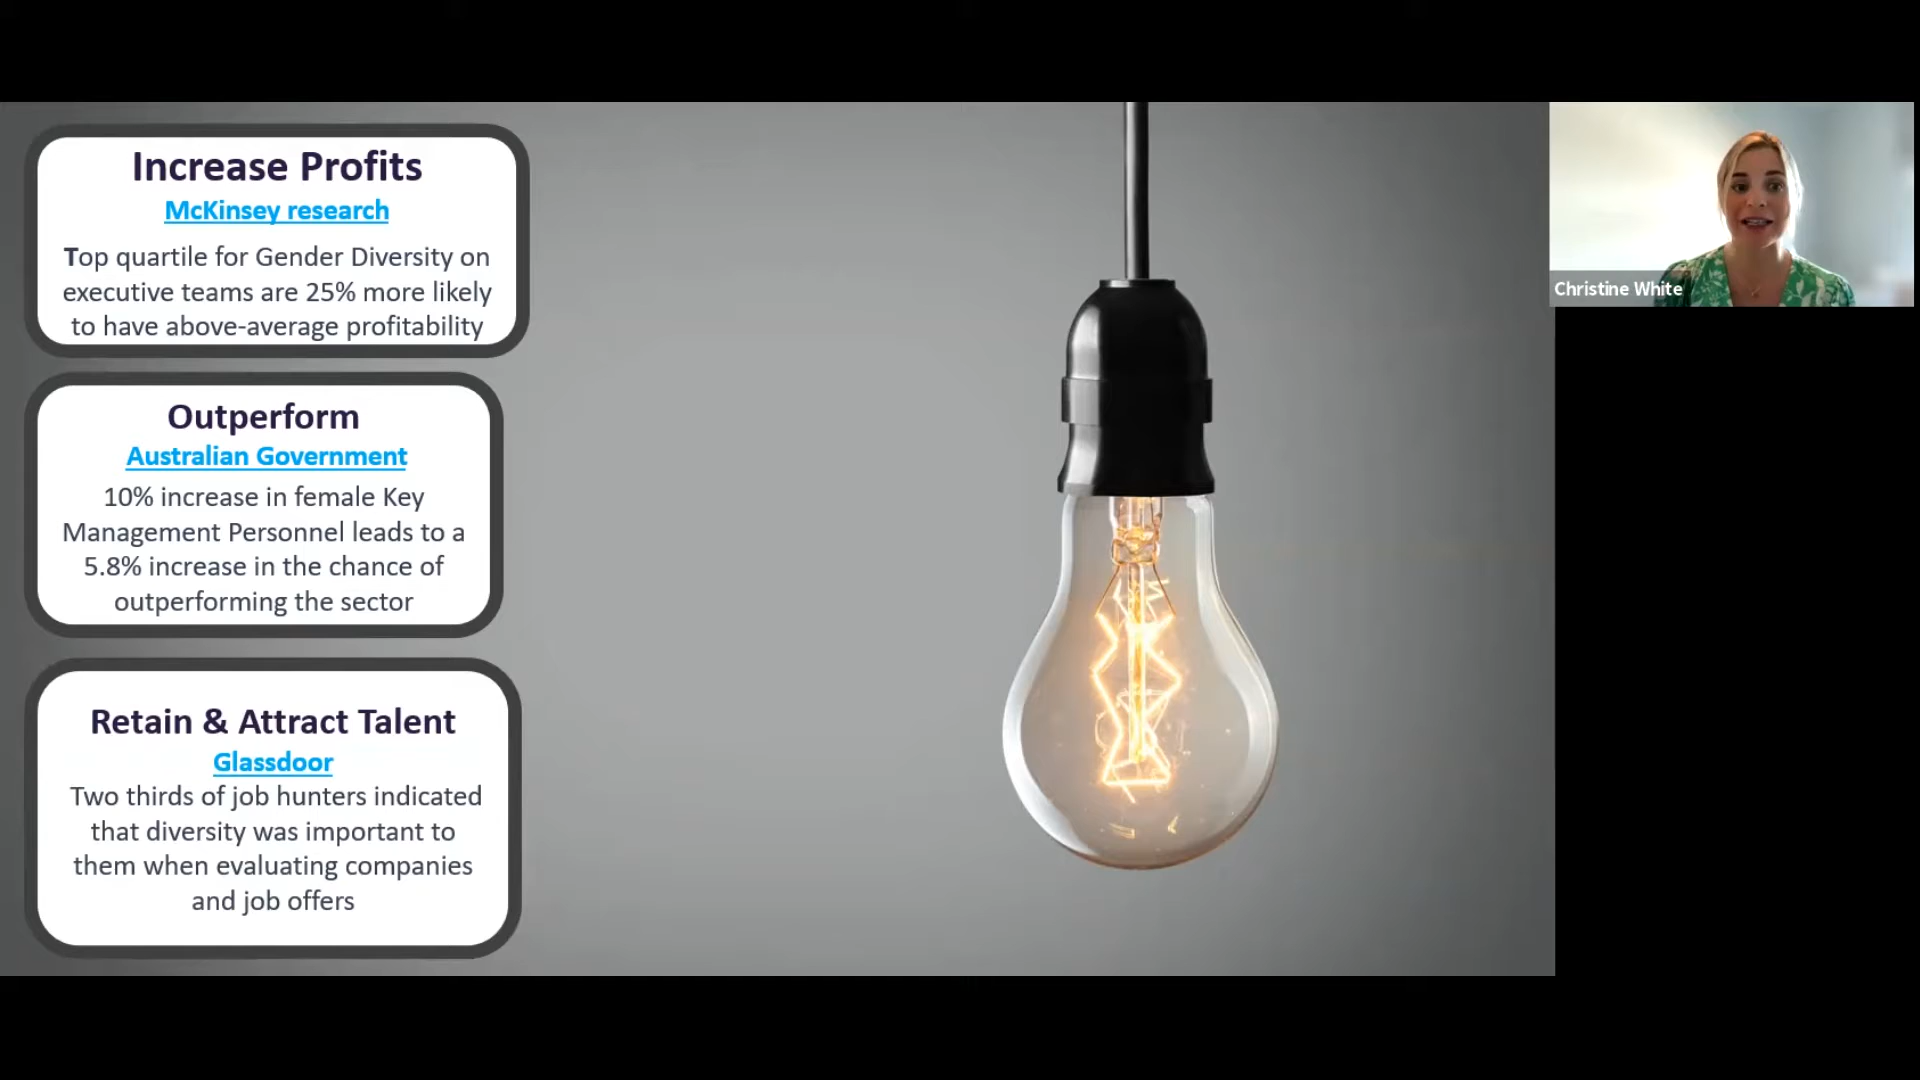 Increase Profits
McKinsey research
Top quartile for Gender Diversity on
executive teams are 25% more likely
to have above-average profitability
Outperform
Australian Government
10% increase in female Key
Management Personnel leads to a
5.8% increase in the chance of
outperforming the sector
Retain & Attract Talent
Glassdoor
Two thirds of job hunters indicated
that diversity was important to
them when evaluating companies
and job offers
Christine White